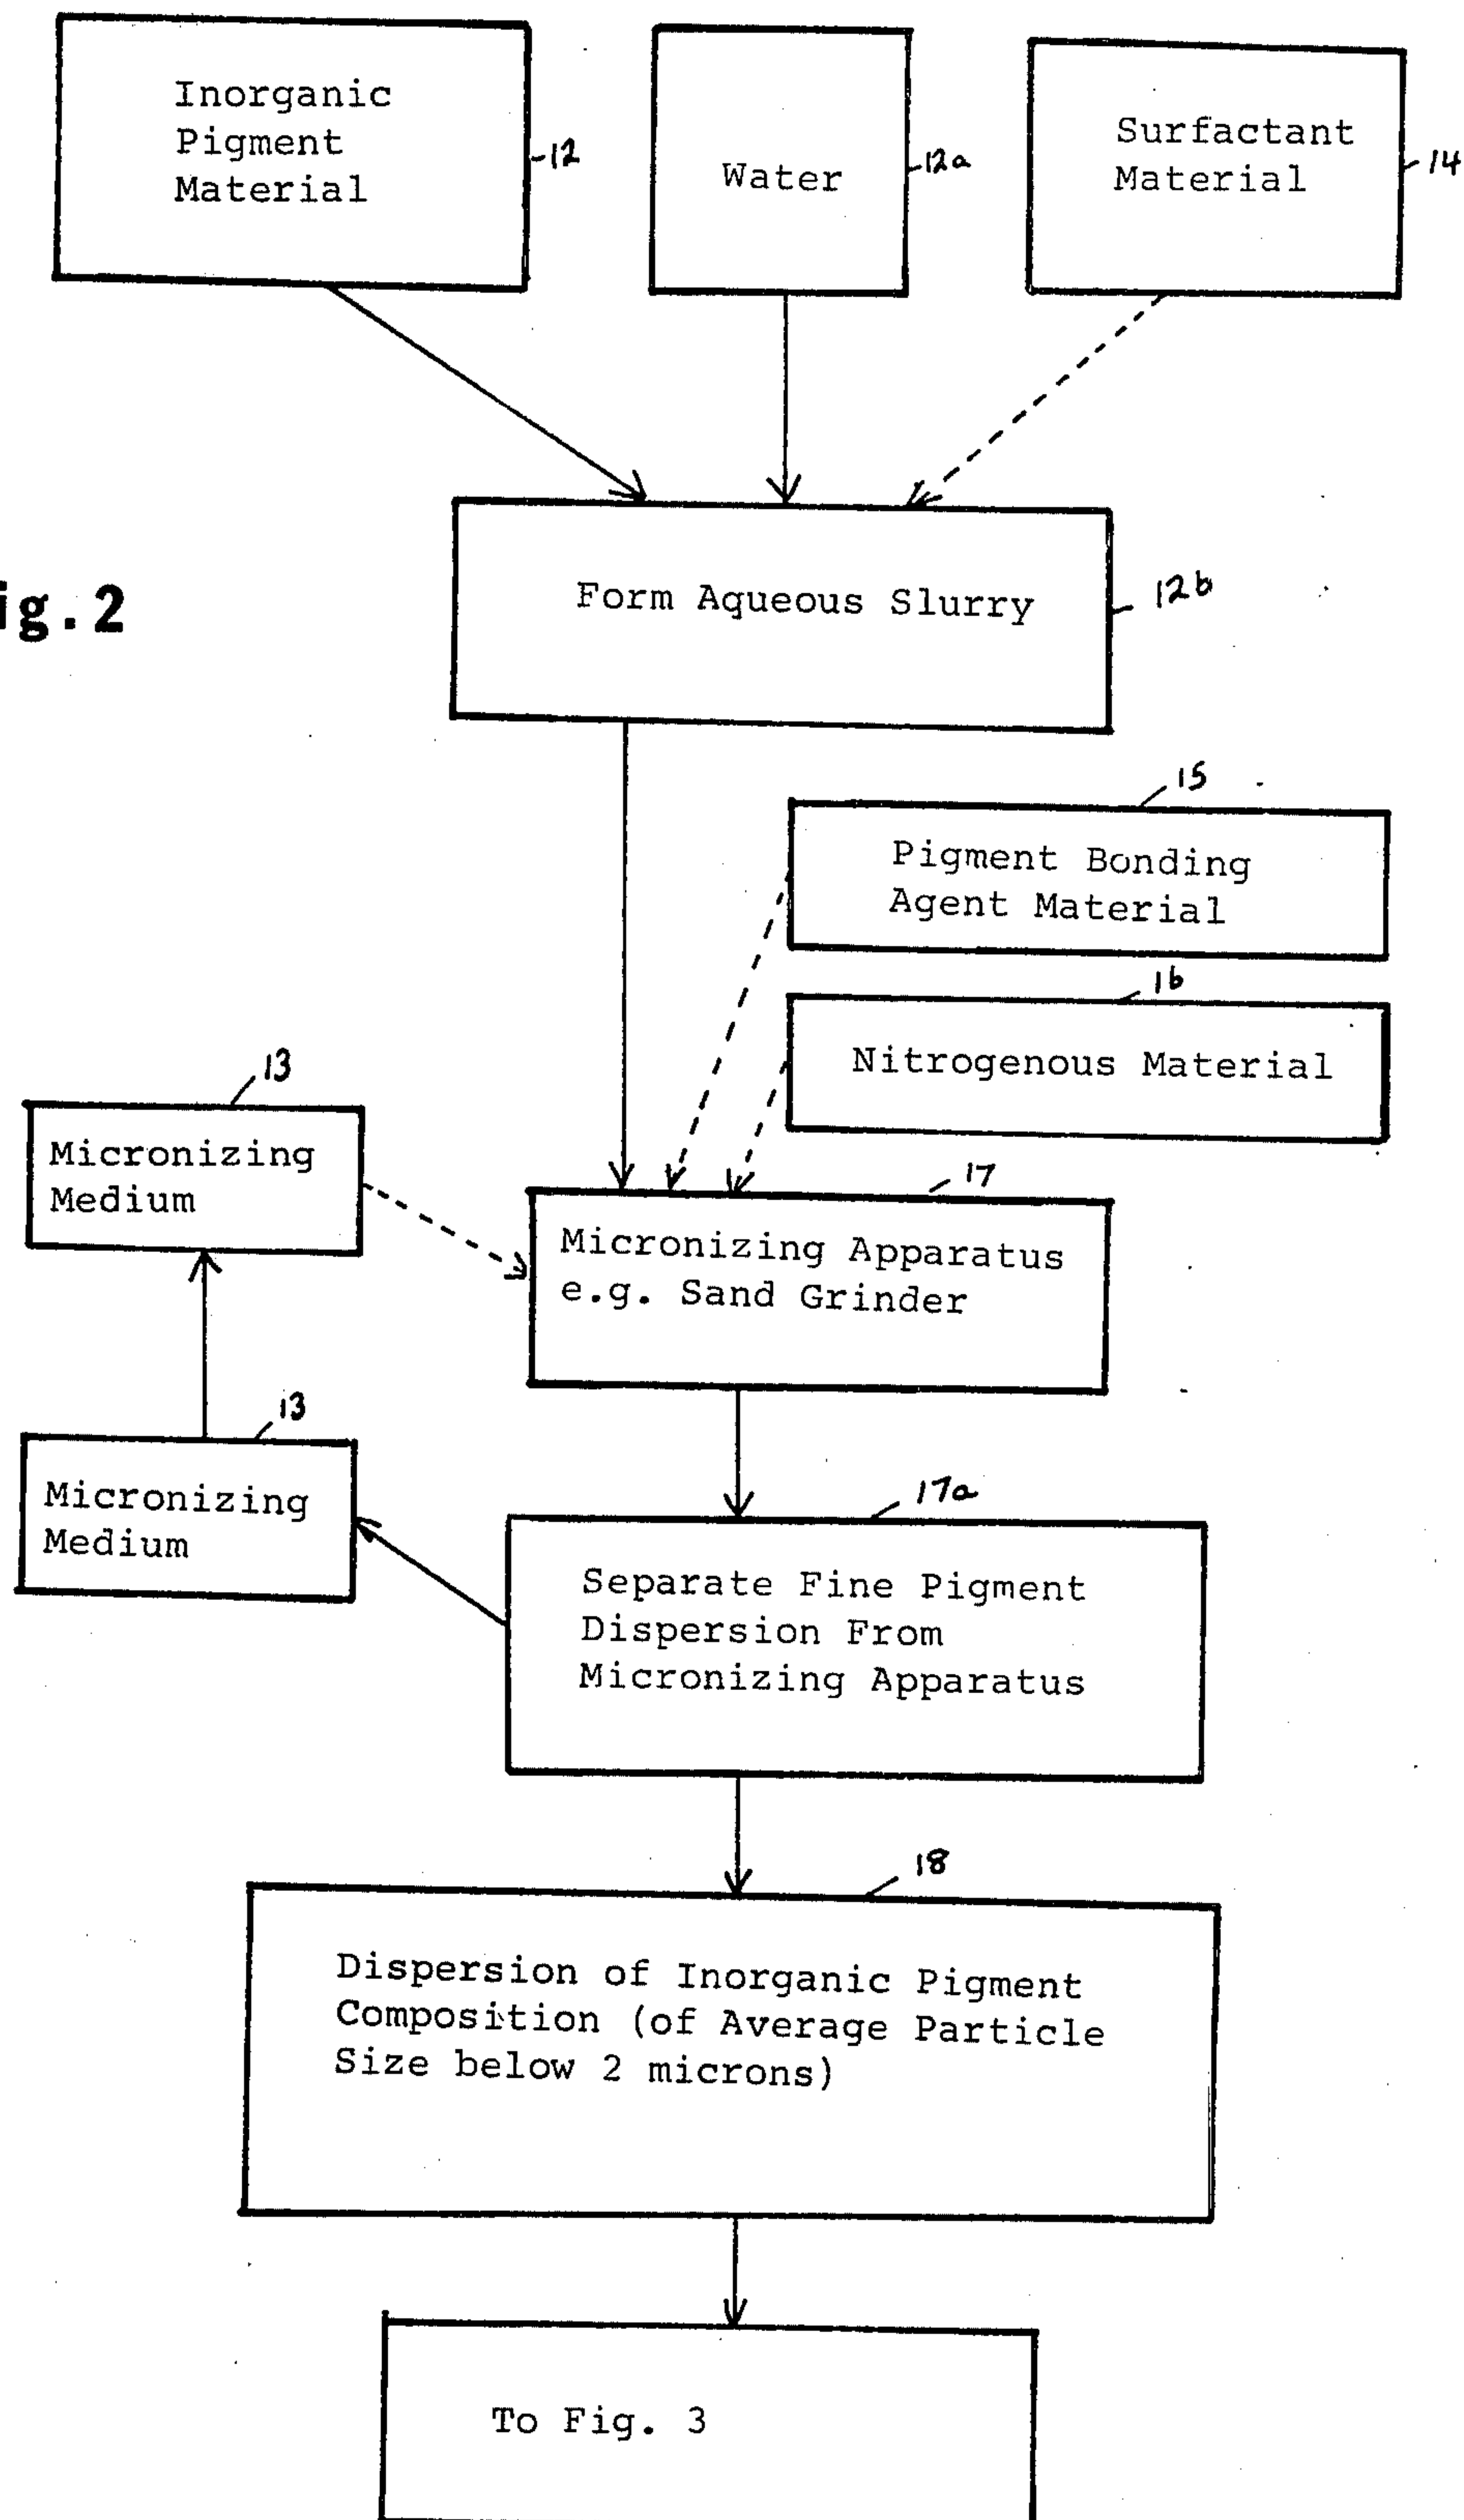 Inorganic
Pigment
Material
12
Water
12a
Surfactant
Material
14
Form Aqueous Slurry
12b
ig.2
15
Pigment Bonding
Agent Material
16
Nitrogenous Material
13
Micronizing
Medium
17
Micronizing Apparatus
e.g. Sand Grinder
13
Micronizing
Medium
17a
Separate Fine Pigment
Dispersion From
Micronizing Apparatus
18
Dispersion of Inorganic Pigment
Composition (of Average Particle
Size below 2 microns)
To Fig. 3